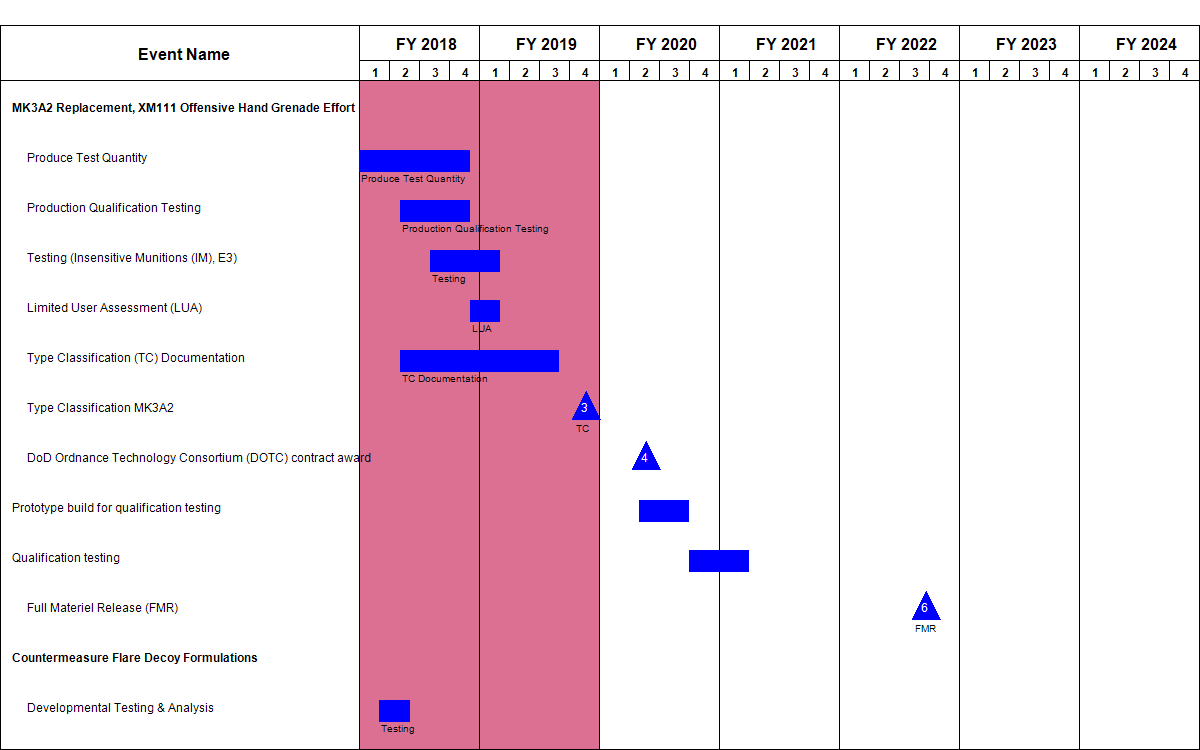 Event Name
FY 2018 FY 2019 FY 2020 FY 2021 FY 2022 FY 2023 FY 2024
1 2 3 4 1 2 3 4 1 2 3 4 1 2 3 4 1 2 3 4 1 2 3 4 1 2 3 4
MK3A2 Replacement, XM111 Offensive Hand Grenade Effort
Produce Test Quantity
Produce Test Quantity
Production Qualification Testing
Production Qualification Testing
Testing (Insensitive Munitions (IM), E3)
Testing
Limited User Assessment (LUA)
LUA
Type Classification (TC) Documentation
TC Documentation
Type Classification MK3A2
3
TC
DoD Ordnance Technology Consortium (DOTC) contract award
4
Prototype build for qualification testing
Qualification testing
Full Materiel Release (FMR)
6
FMR
Countermeasure Flare Decoy Formulations
Developmental Testing & Analysis
Testing